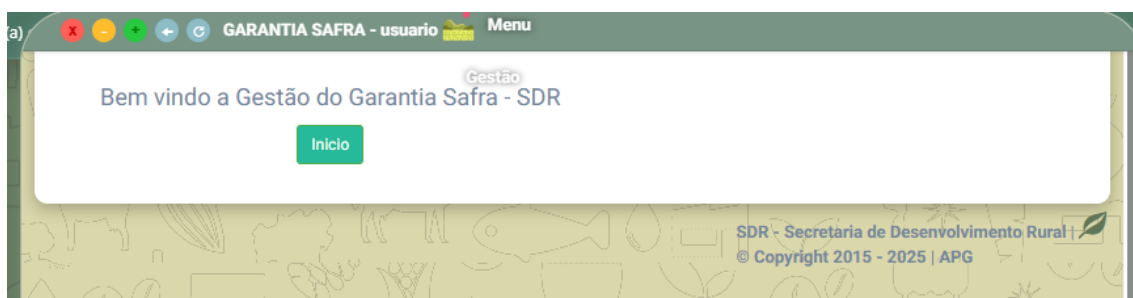 (a)
x - + GARANTIA SAFRA - usuario Menu
Gestão
Bem vindo a Gestão do Garantia Safra - SDR
Inicio
SDR - Secretaria de Desenvolvimento Rural |
© Copyright 2015 - 2025 | APG